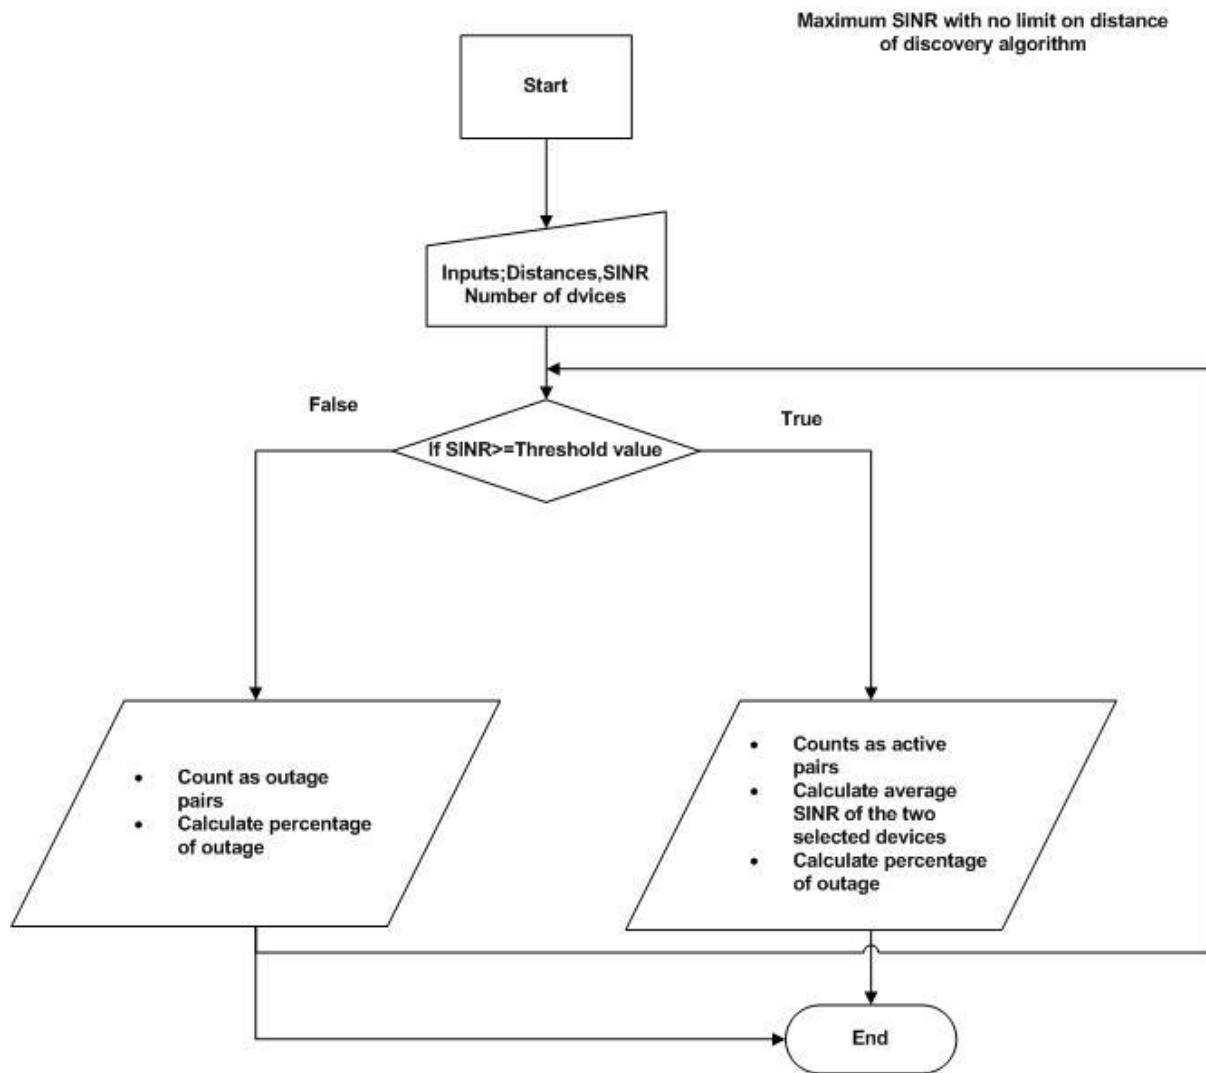 Maximum SINR with no limit on distance
of discovery algorithm
Start
Inputs;Distances,SINR
Number of dvices
False
True
If SINR>=Threshold value
• Count as outage
pairs
• Calculate percentage
of outage
• Counts as active
pairs
• Calculate average
SINR of the two
selected devices
• Calculate percentage
of outage
End